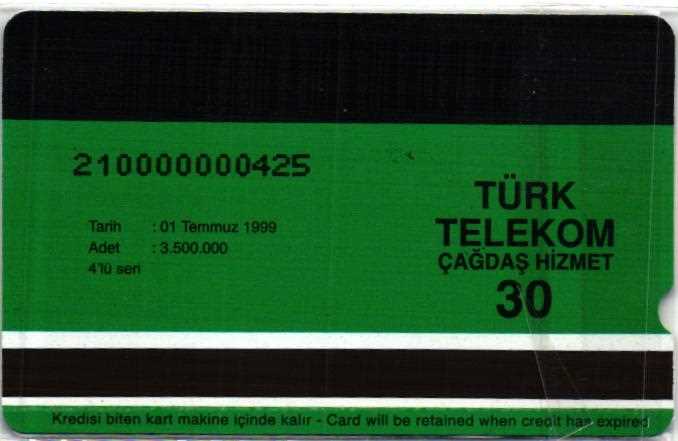 210000000425
Tarih : 01 Temmuz 1999
Adet : 3.500.000
4'lü seri
TÜRK
TELEKOM
ÇAĞDAŞ HİZMET
30
Kredisi biten kart makine içinde kalır - Card will be retained when credit has expired